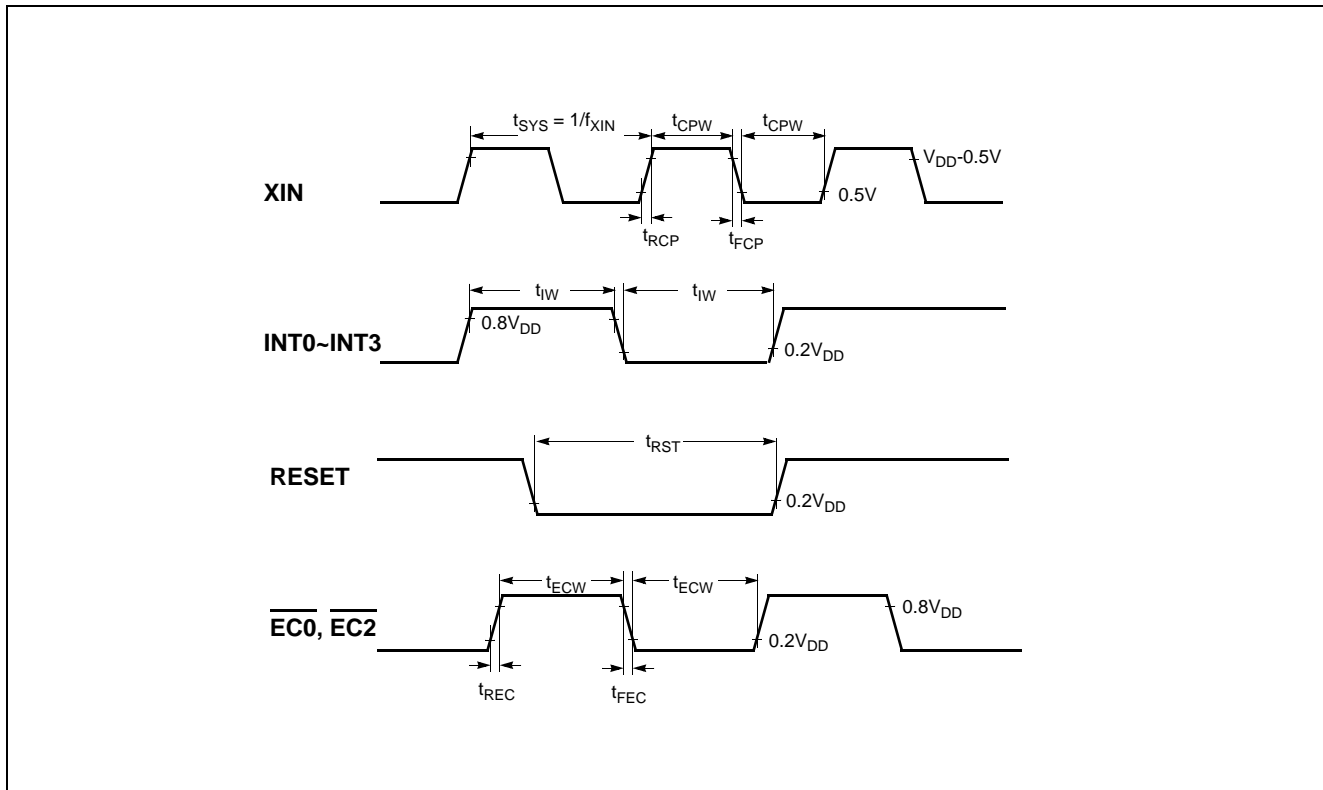 tSYS = 1/fXIN tCPW tCPW
VDD-0.5V
XIN 0.5V
tRCP tFCP
tIW tIW
0.8VDD
INT0~INT3 0.2VDD
tRST
RESET
0.2VDD
tECW tECW
0.8VDD
EC0, EC2 0.2VDD
tREC tFEC